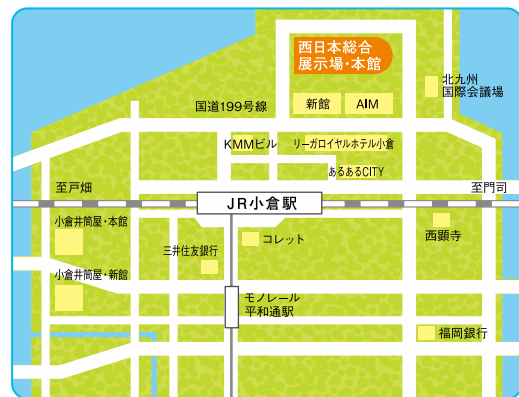 西日本総合
展示場・本館
北九州
国際会議場
新館
AIM
国道199号線
KMMビル
リーガロイヤルホテル小倉
あるあるCITY
至戸畑
至門司
JR小倉駅
小倉井筒屋・本館
コレット
西顕寺
三井住友銀行
小倉井筒屋・新館
モノレール
平和通駅
福岡銀行